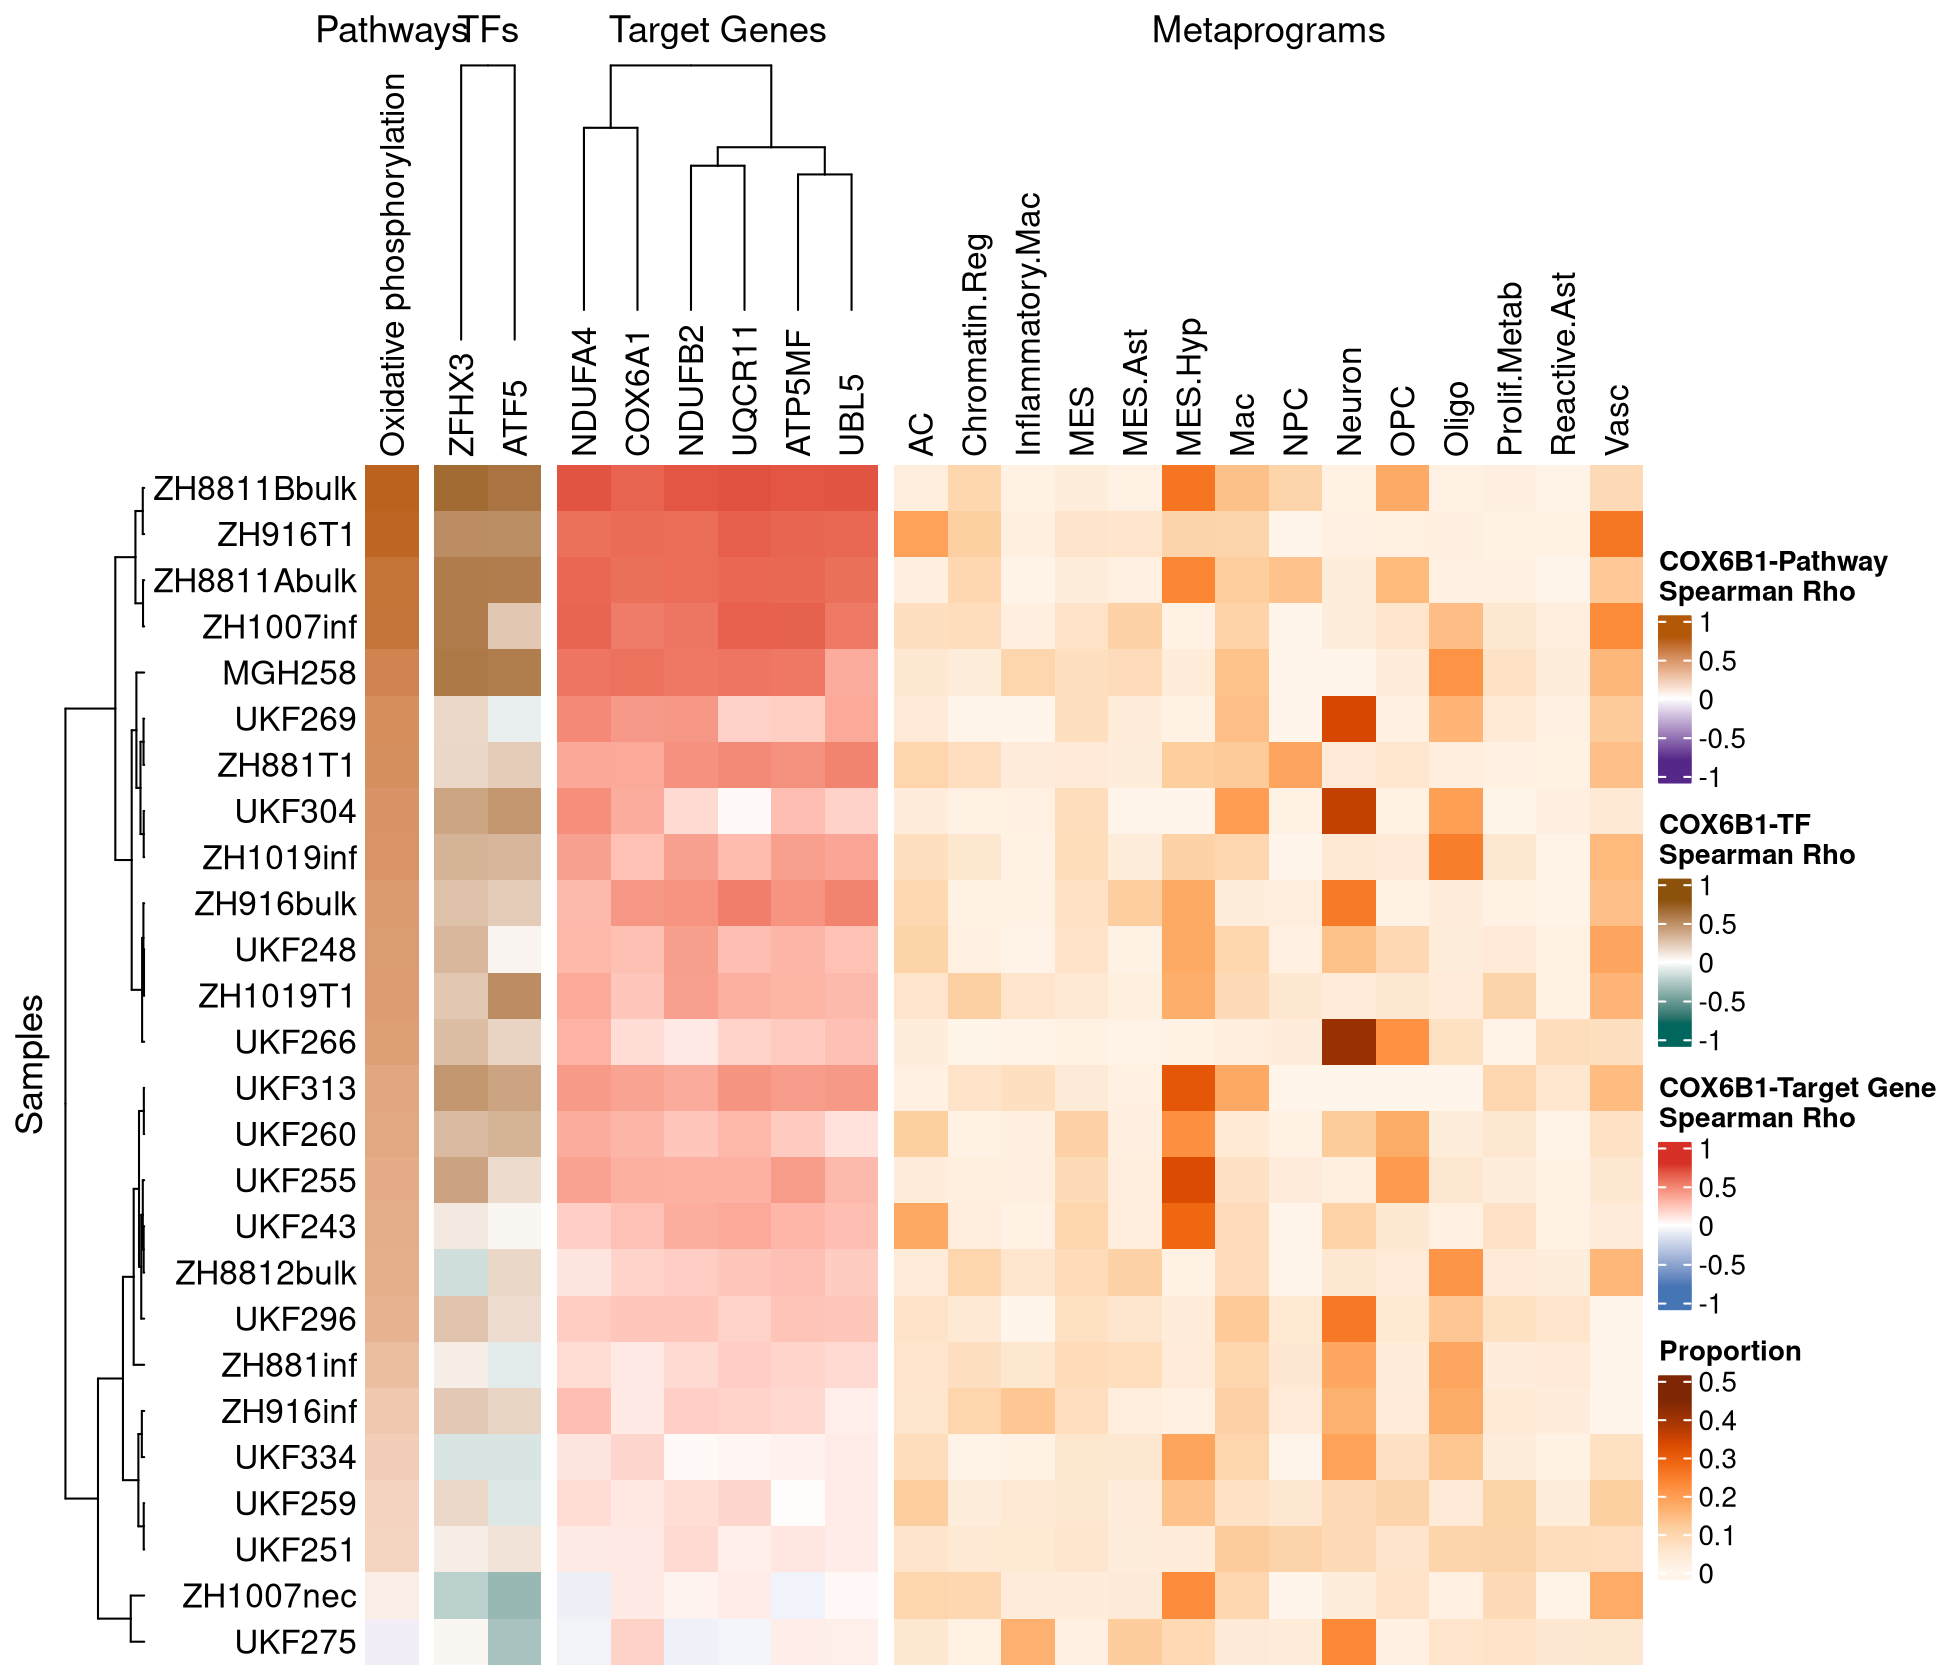 Pathways TFs Target Genes Metaprograms
Oxidative phosphorylation
ZFHX3
ATF5
NDUFA4
COX6A1
NDUFB2
UQCR11
ATP5MF
UBL5
AC
Chromatin.Reg
Inflammatory.Mac
MES
MES.Ast
MES.Hyp
Mac
NPC
Neuron
OPC
Oligo
Prolif.Metab
Reactive.Ast
Vasc
Samples
ZH8811Bbulk
ZH916T1
ZH8811Abulk
ZH1007inf
MGH258
UKF269
ZH881T1
UKF304
ZH1019inf
ZH916bulk
UKF248
ZH1019T1
UKF266
UKF313
UKF260
UKF255
UKF243
ZH8812bulk
UKF296
ZH881inf
ZH916inf
UKF334
UKF259
UKF251
ZH1007nec
UKF275
COX6B1-Pathway
Spearman Rho
1
0.5
0
-0.5
-1
COX6B1-TF
Spearman Rho
1
0.5
0
-0.5
-1
COX6B1-Target Gene
Spearman Rho
1
0.5
0
-0.5
-1
Proportion
0.5
0.4
0.3
0.2
0.1
0